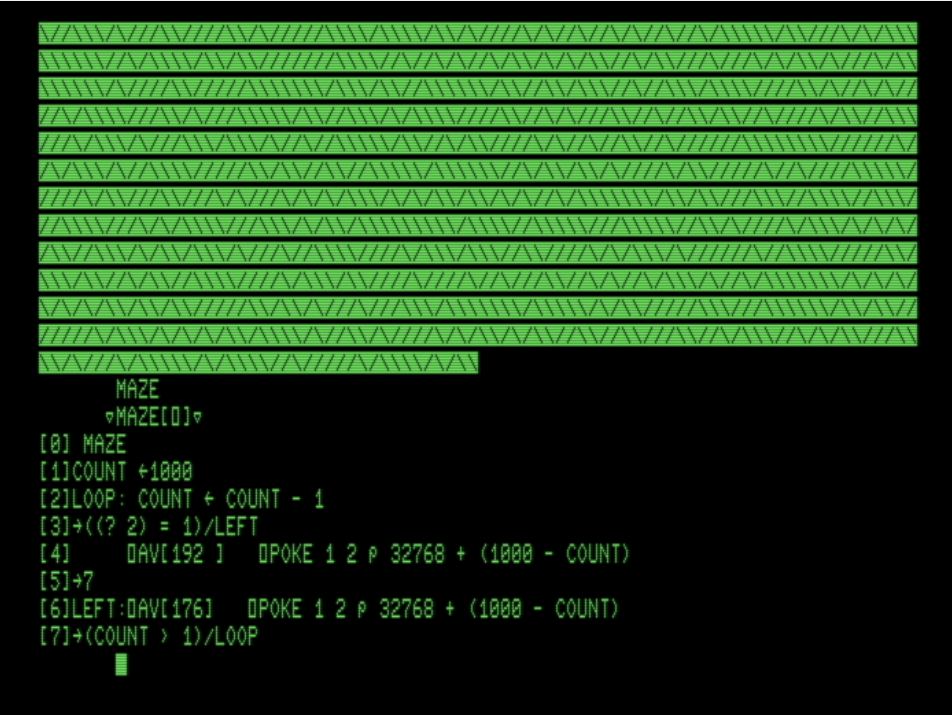 MAZE
∇MAZE[⎕]∇
[0] MAZE
[1]COUNT ←1000
[2]LOOP: COUNT ← COUNT - 1
[3]→((? 2) = 1)/LEFT
[4]     ⎕AV[192 ]   ⎕POKE 1 2 ⍴ 32768 + (1000 - COUNT)
[5]→7
[6]LEFT:⎕AV[176]   ⎕POKE 1 2 ⍴ 32768 + (1000 - COUNT)
[7]→(COUNT > 1)/LOOP